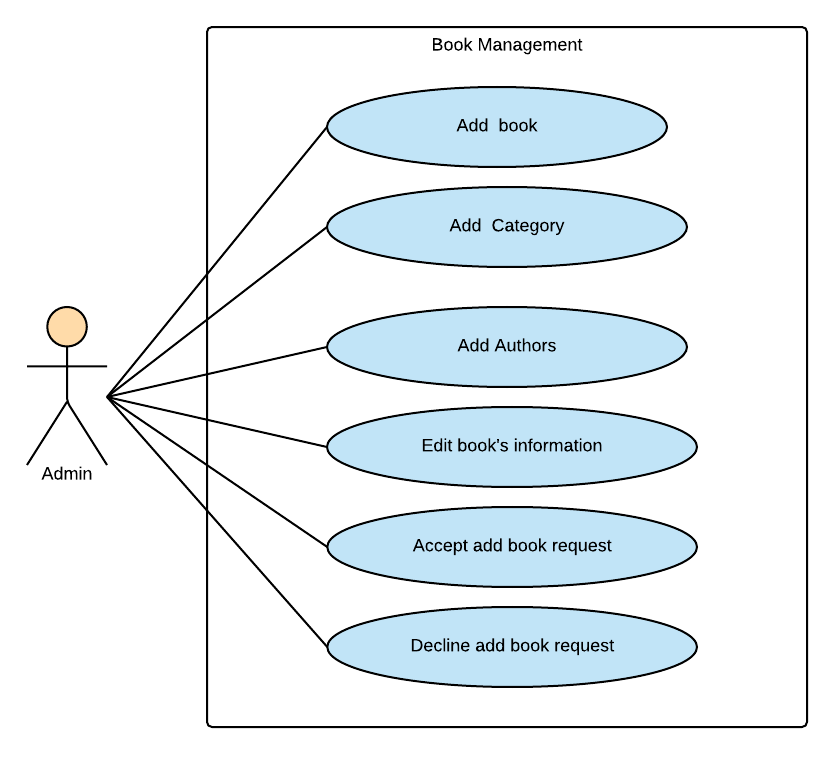 Book Management
Add  book
Add  Category
Add Authors
Edit book's information
Admin
Accept add book request
Decline add book request